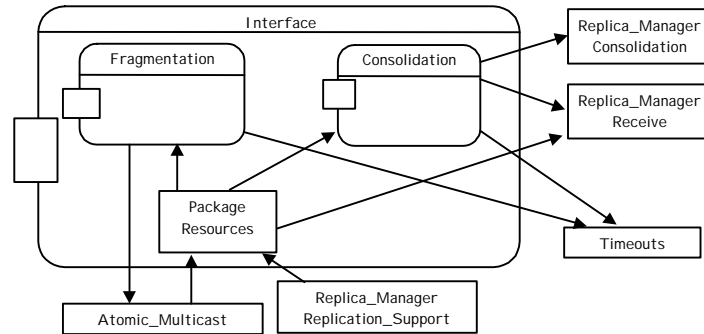 Interface
Fragmentation
Consolidation
Replica_Manager
Consolidation
Replica_Manager
Receive
Package
Resources
Timeouts
Atomic_Multicast
Replica_Manager
Replication_Support